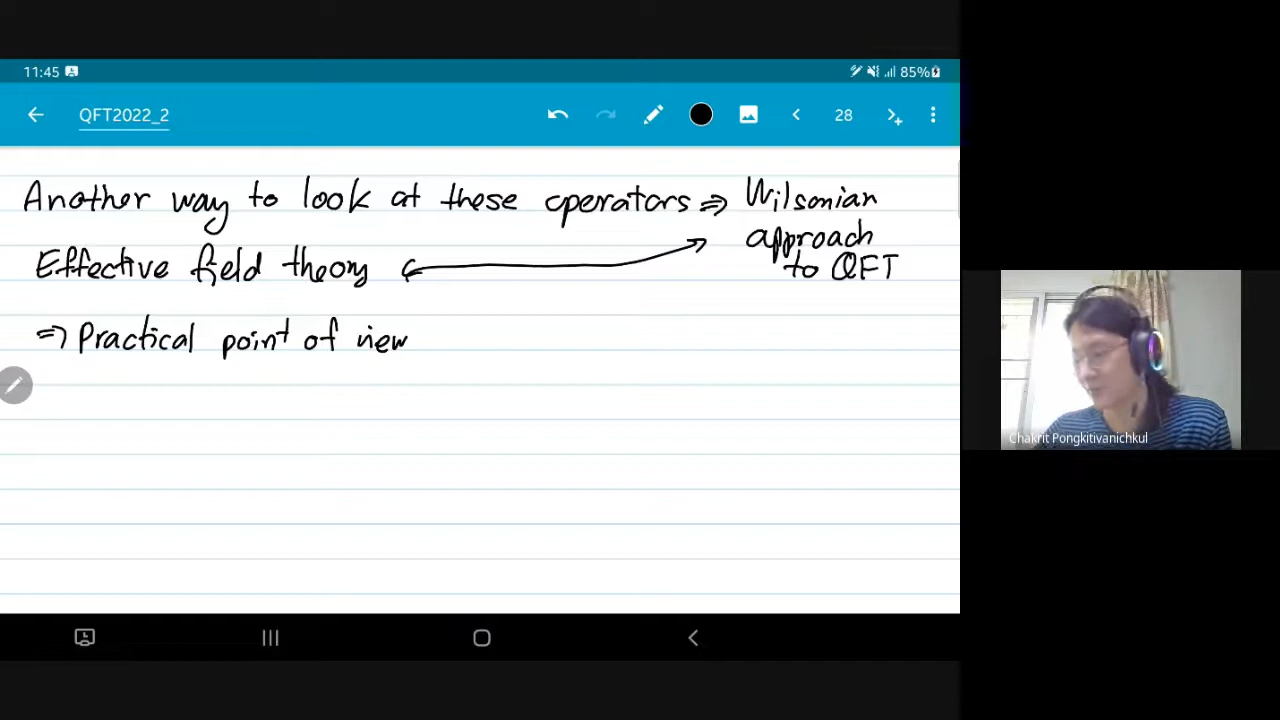 11:45 85%
QFT2022_2 28
Another way to look at these operators ⇒ Wilsonian
approach
to QFT
Effective field theory
⇒ Practical point of view
Chakrit Pongkitivanichkul